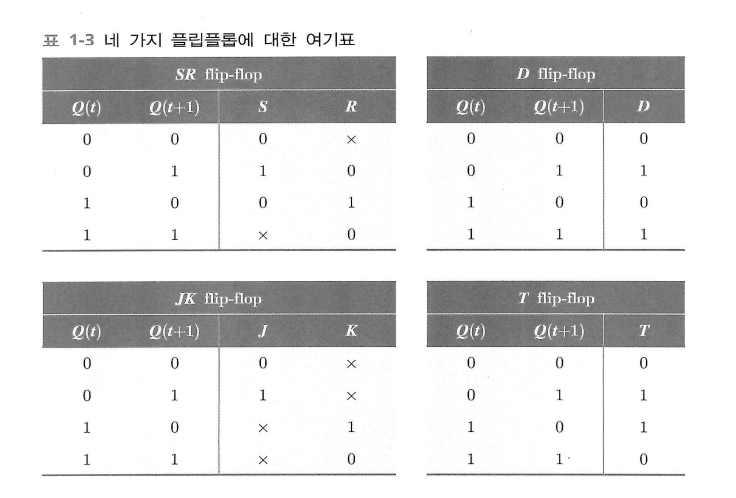 표 1-3 네 가지 플립플롭에 대한 여기표
SR flip-flop
Q(t) Q(t+1) S R
0 0 0 ×
0 1 1 0
1 0 0 1
1 1 × 0
D flip-flop
Q(t) Q(t+1) D
0 0 0
0 1 1
1 0 0
1 1 1
JK flip-flop
Q(t) Q(t+1) J K
0 0 0 ×
0 1 1 ×
1 0 × 1
1 1 × 0
T flip-flop
Q(t) Q(t+1) T
0 0 0
0 1 1
1 0 1
1 1 0